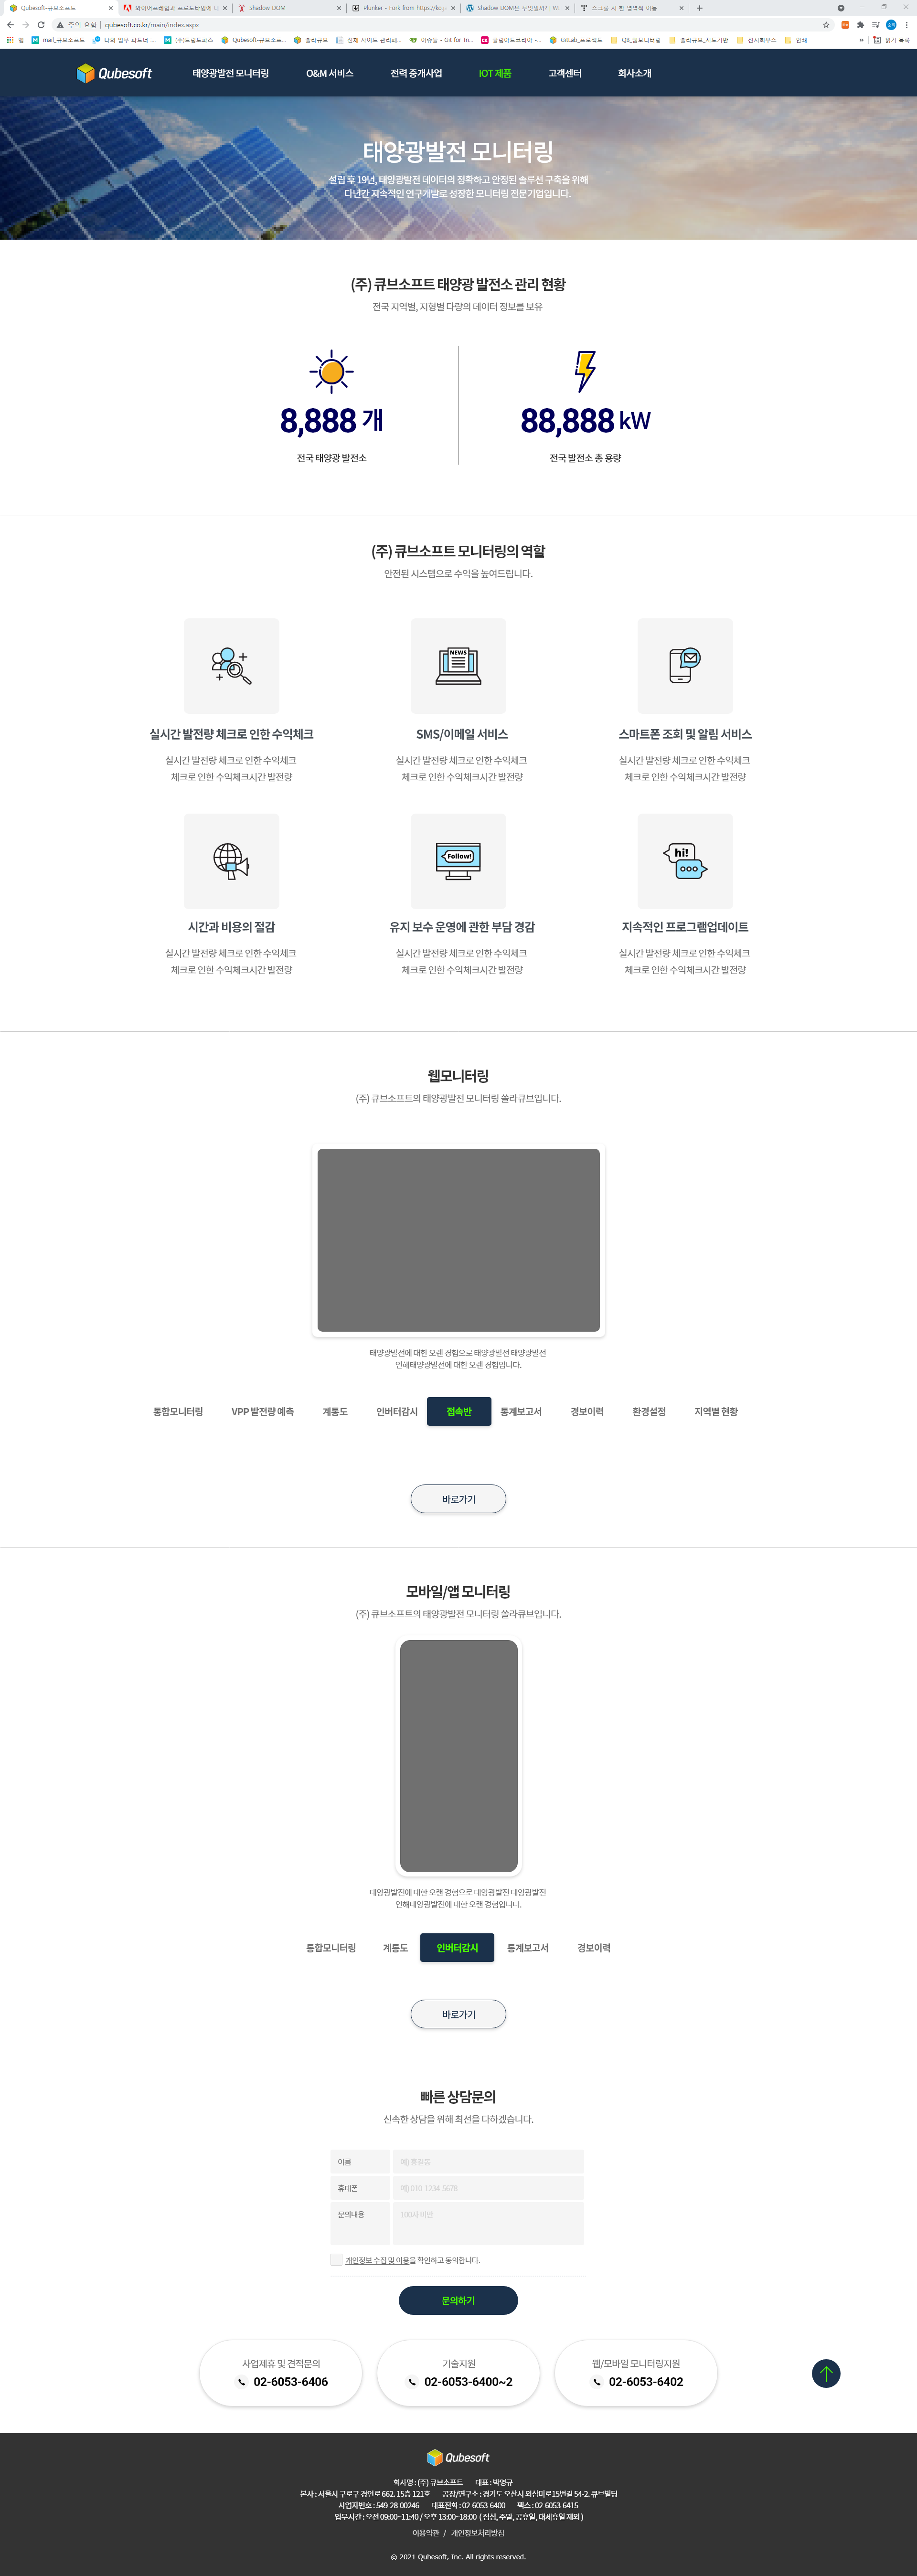 Qubesoft-큐브소프트
와이어프레임과 프로토타입에 대
Shadow DOM
Plunker - Fork from https://ko.ja
Shadow DOM은 무엇일까? | Wit
스크롤 시 한 영역씩 이동
주의 요함 | qubesoft.co.kr/main/index.aspx
앱
mail_큐브소프트
나의 업무 파트너 :...
(주)트림토파즈
Qubesoft-큐브소프...
쏠라큐브
전체 사이트 관리페...
이슈들 - Git for Tri...
클립아트코리아 -...
GitLab_프로젝트
Q8_웹모니터링
쏠라큐브_지도기반
전시회부스
인쇄
»
읽기 목록
Qubesoft
태양광발전 모니터링
O&M 서비스
전력 중개사업
IOT 제품
고객센터
회사소개
태양광발전 모니터링
설립 후 19년, 태양광발전 데이터의 정확하고 안정된 솔루션 구축을 위해
다년간 지속적인 연구개발로 성장한 모니터링 전문기업입니다.
(주) 큐브소프트 태양광 발전소 관리 현황
전국 지역별, 지형별 다량의 데이터 정보를 보유
8,888 개
전국 태양광 발전소
88,888 kW
전국 발전소 총 용량
(주) 큐브소프트 모니터링의 역할
안전된 시스템으로 수익을 높여드립니다.
NEWS
실시간 발전량 체크로 인한 수익체크
실시간 발전량 체크로 인한 수익체크
체크로 인한 수익체크시간 발전량
SMS/이메일 서비스
실시간 발전량 체크로 인한 수익체크
체크로 인한 수익체크시간 발전량
스마트폰 조회 및 알림 서비스
실시간 발전량 체크로 인한 수익체크
체크로 인한 수익체크시간 발전량
Follow!
hi!
시간과 비용의 절감
실시간 발전량 체크로 인한 수익체크
체크로 인한 수익체크시간 발전량
유지 보수 운영에 관한 부담 경감
실시간 발전량 체크로 인한 수익체크
체크로 인한 수익체크시간 발전량
지속적인 프로그램업데이트
실시간 발전량 체크로 인한 수익체크
체크로 인한 수익체크시간 발전량
웹모니터링
(주) 큐브소프트의 태양광발전 모니터링 쏠라큐브입니다.
태양광발전에 대한 오랜 경험으로 태양광발전 태양광발전
인해태양광발전에 대한 오랜 경험입니다.
통합모니터링
VPP 발전량 예측
계통도
인버터감시
접속반
통계보고서
경보이력
환경설정
지역별 현황
바로가기
모바일/앱 모니터링
(주) 큐브소프트의 태양광발전 모니터링 쏠라큐브입니다.
태양광발전에 대한 오랜 경험으로 태양광발전 태양광발전
인해태양광발전에 대한 오랜 경험입니다.
통합모니터링
계통도
인버터감시
통계보고서
경보이력
바로가기
빠른 상담문의
신속한 상담을 위해 최선을 다하겠습니다.
이름
예) 홍길동
휴대폰
예) 010-1234-5678
문의내용
100자 미만
개인정보 수집 및 이용을 확인하고 동의합니다.
문의하기
사업제휴 및 견적문의
02-6053-6406
기술지원
02-6053-6400~2
웹/모바일 모니터링지원
02-6053-6402
Qubesoft
회사명 : (주) 큐브소프트 대표 : 박명규
본사 : 서울시 구로구 경인로 662. 15층 121호 공장/연구소 : 경기도 오산시 외삼미로15번길 54-2. 큐브빌딩
사업자번호 : 549-28-00246 대표전화 : 02-6053-6400 팩스 : 02-6053-6415
업무시간 : 오전 09:00~11:40 / 오후 13:00~18:00 ( 점심, 주말, 공휴일, 대체휴일 제외 )
이용약관 / 개인정보처리방침
© 2021 Qubesoft, Inc. All rights reserved.